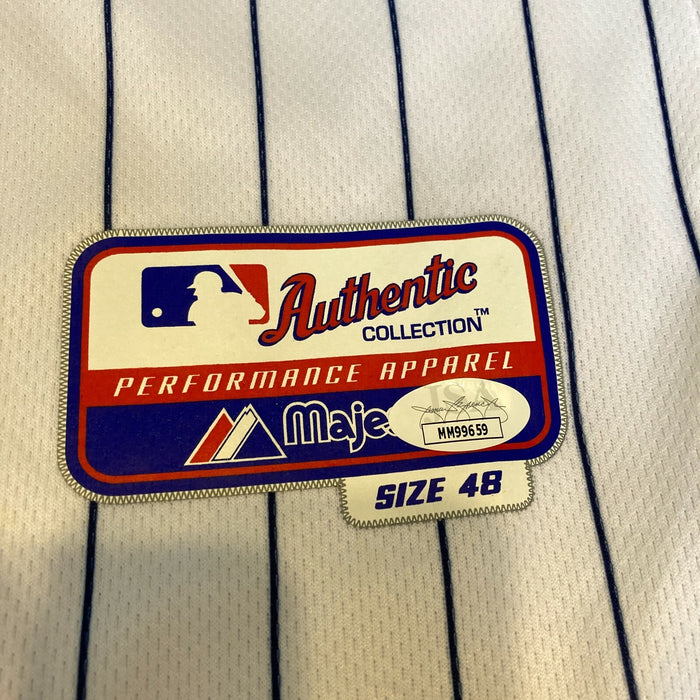 Authentic
COLLECTION™
PERFORMANCE APPAREL
Maje
MM99659
SIZE 48